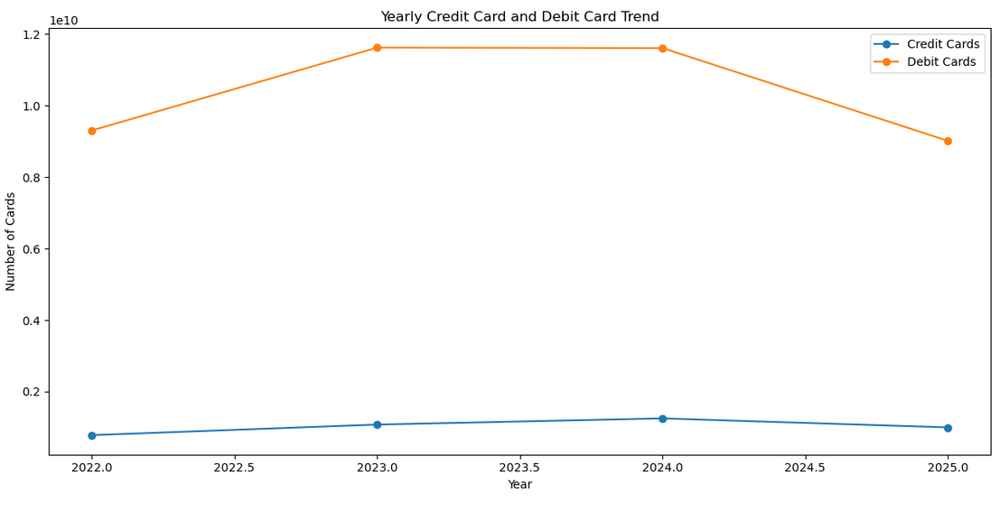 Yearly Credit Card and Debit Card Trend
1e10
Credit Cards
Debit Cards
1.2
1.0
0.8
0.6
0.4
0.2
Number of Cards
2022.0 2022.5 2023.0 2023.5 2024.0 2024.5 2025.0
Year